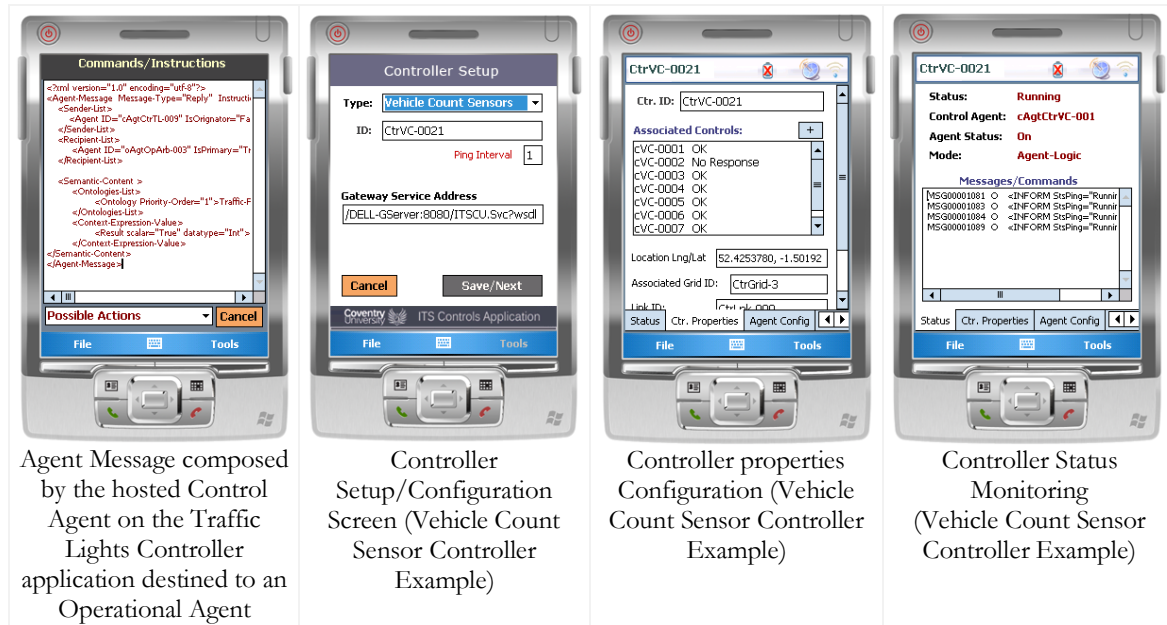 Commands/Instructions
<?xml version="1.0" encoding="utf-8"?>
<Agent-Message Message-Type="Reply" Instructi
<Sender-List>
<Agent ID="cAgtCtrTL-009" IsOrignator="Fa
</Sender-List>
<Recipient-List>
<Agent ID="oAgtOpArb-003" IsPrimary="Tr
</Recipient-List>
<Semantic-Content >
<Ontologies-List>
<Ontology Priority-Order="1">Traffic-F
</Ontologies-List>
<Context-Expression-Value>
<Result scalar="True" datatype="Int">
</Context-Expression-Value>
</Semantic-Content>
</Agent-Message>
Possible Actions
Cancel
File
Tools
Agent Message composed
by the hosted Control
Agent on the Traffic
Lights Controller
application destined to an
Operational Agent
Controller Setup
Type: Vehicle Count Sensors
ID: CtrVC-0021
Ping Interval 1
Gateway Service Address
/DELL-GServer:8080/ITSCU.Svc?wsdl
Cancel
Save/Next
Coventry University ITS Controls Application
File
Tools
Controller
Setup/Configuration
Screen (Vehicle Count
Sensor Controller
Example)
CtrVC-0021
Ctr. ID: CtrVC-0021
Associated Controls: +
cVC-0001 OK
cVC-0002 No Response
cVC-0003 OK
cVC-0004 OK
cVC-0005 OK
cVC-0006 OK
cVC-0007 OK
Location Lng/Lat 52.4253780, -1.50192
Associated Grid ID: CtrGrid-3
Link ID: CtrLnk-000
Status Ctr. Properties Agent Config
File
Tools
Controller properties
Configuration (Vehicle
Count Sensor Controller
Example)
CtrVC-0021
Status: Running
Control Agent: cAgtCtrVC-001
Agent Status: On
Mode: Agent-Logic
Messages/Commands
MSG00001081 O <INFORM StsPing="Runnir
MSG00001083 O <INFORM StsPing="Runnir
MSG00001084 O <INFORM StsPing="Runnir
MSG00001089 O <INFORM StsPing="Runnir
Status Ctr. Properties Agent Config
File
Tools
Controller Status
Monitoring
(Vehicle Count Sensor
Controller Example)